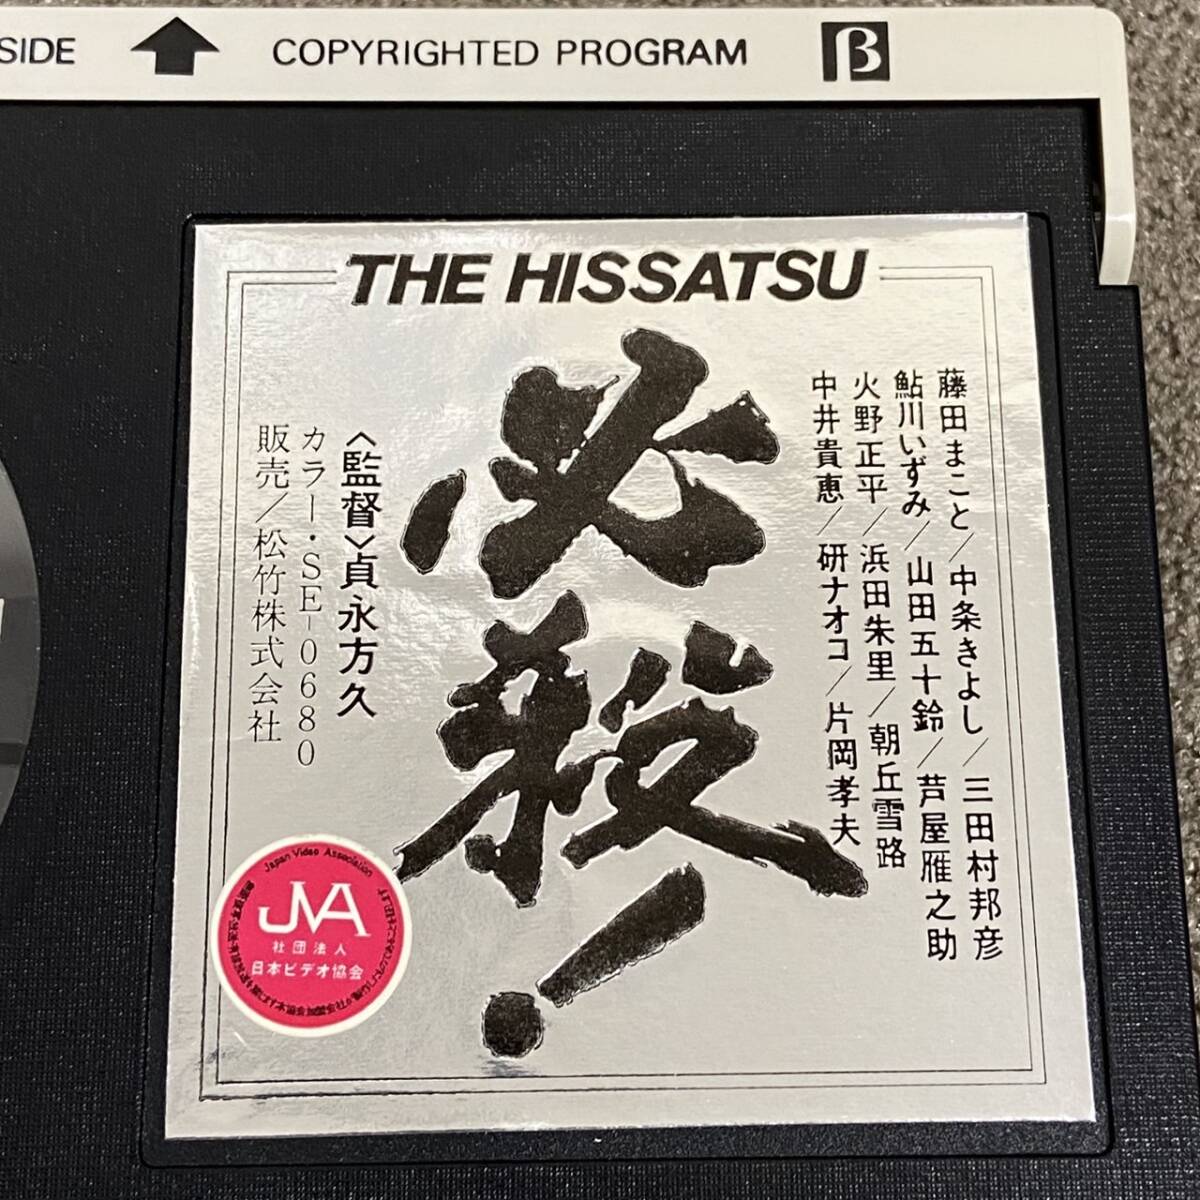 SIDE
COPYRIGHTED PROGRAM
β
THE HISSATSU
藤田まこと/中条きよし/三田村邦彦
鮎川いずみ/山田五十鈴/芦屋雁之助
火野正平/浜田朱里/朝丘雪路
中井貴恵/研ナオコ/片岡孝夫
必殺!
〈監督〉貞永方久
カラー・SE-0680
販売/松竹株式会社
Japan Video Association
JVA
社団法人
日本ビデオ協会